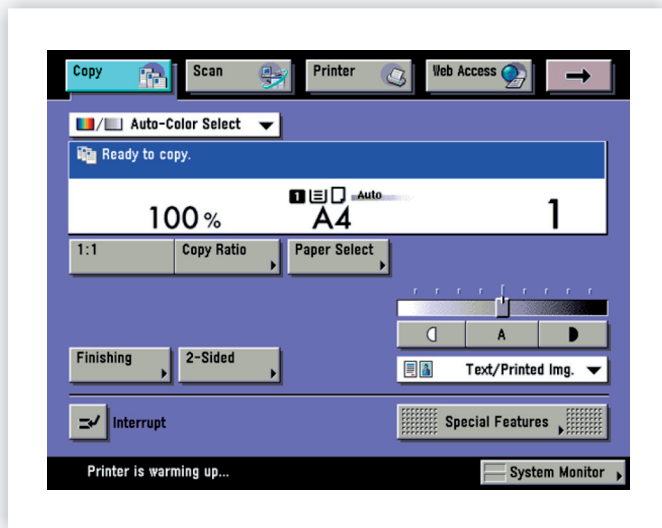 Copy Scan Printer Web Access
Auto-Color Select
Ready to copy.
1 Auto
100% A4 1
1:1 Copy Ratio Paper Select
A
Finishing 2-Sided
Text/Printed Img.
Interrupt Special Features
Printer is warming up... System Monitor